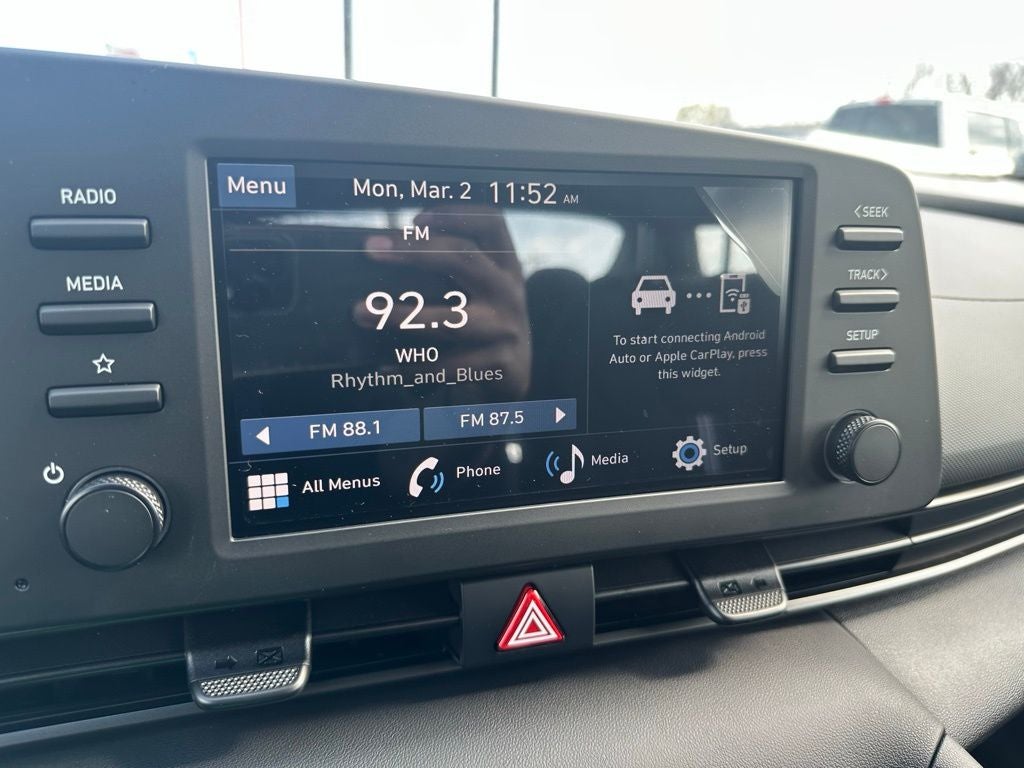 RADIO
MEDIA
Menu
Mon, Mar. 2 11:52 AM
FM
92.3
WHO
Rhythm_and_Blues
FM 88.1
FM 87.5
To start connecting Android
Auto or Apple CarPlay, press
this widget.
All Menus
Phone
Media
Setup
<SEEK
TRACK>
SETUP